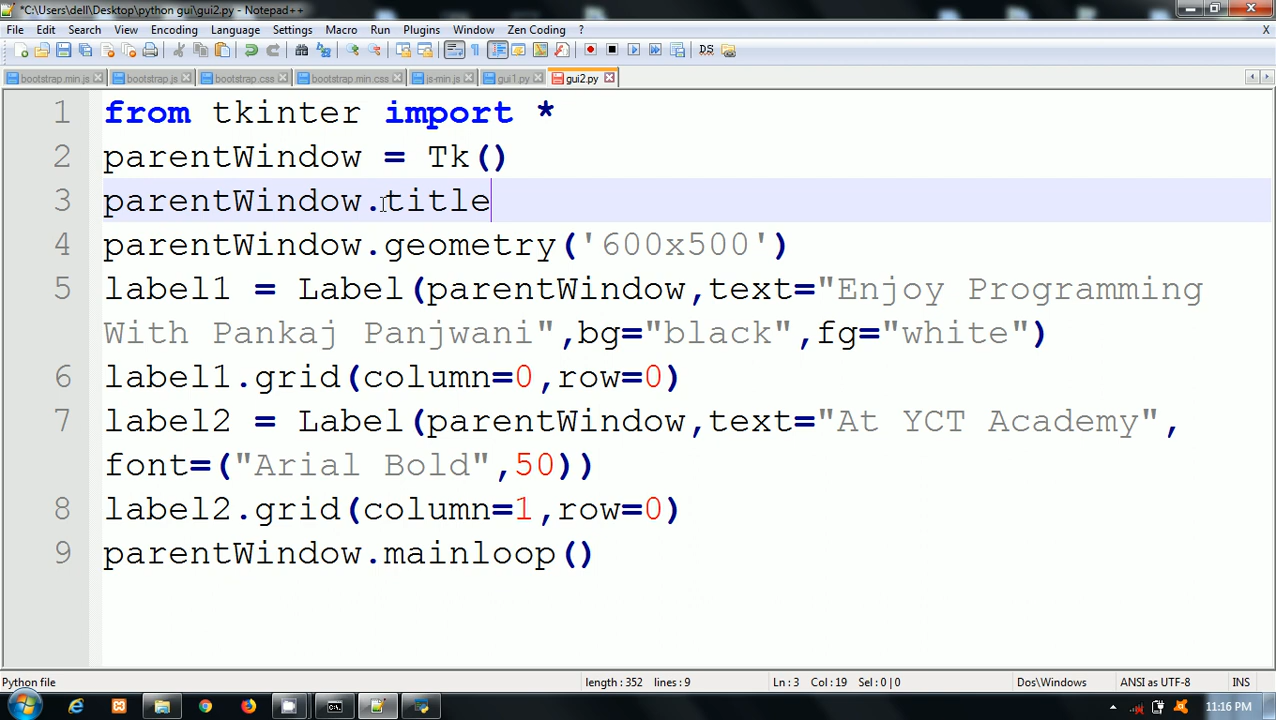 *C:\Users\dell\Desktop\python gui\gui2.py - Notepad++
File Edit Search View Encoding Language Settings Macro Run Plugins Window Zen Coding ? X
bootstrap.min.js bootstrap.js bootstrap.css bootstrap.min.css js-min.js gui1.py gui2.py
1 from tkinter import *
2 parentWindow = Tk()
3 parentWindow.title
4 parentWindow.geometry('600x500')
5 label1 = Label(parentWindow,text="Enjoy Programming
With Pankaj Panjwani",bg="black",fg="white")
6 label1.grid(column=0,row=0)
7 label2 = Label(parentWindow,text="At YCT Academy",
font=("Arial Bold",50))
8 label2.grid(column=1,row=0)
9 parentWindow.mainloop()
Python file length : 352 lines : 9 Ln : 3 Col : 19 Sel : 0 | 0 Dos\Windows ANSI as UTF-8 INS
11:16 PM